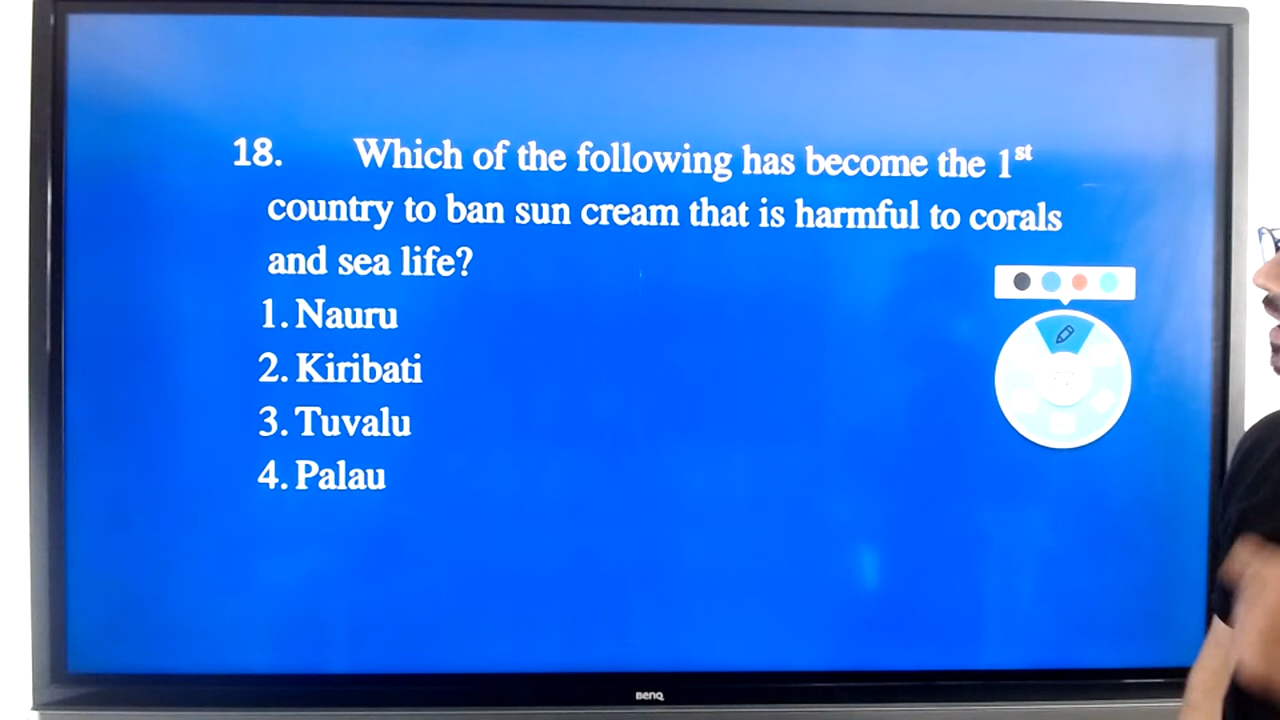 18. Which of the following has become the 1st
country to ban sun cream that is harmful to corals
and sea life?
1. Nauru
2. Kiribati
3. Tuvalu
4. Palau
BenQ